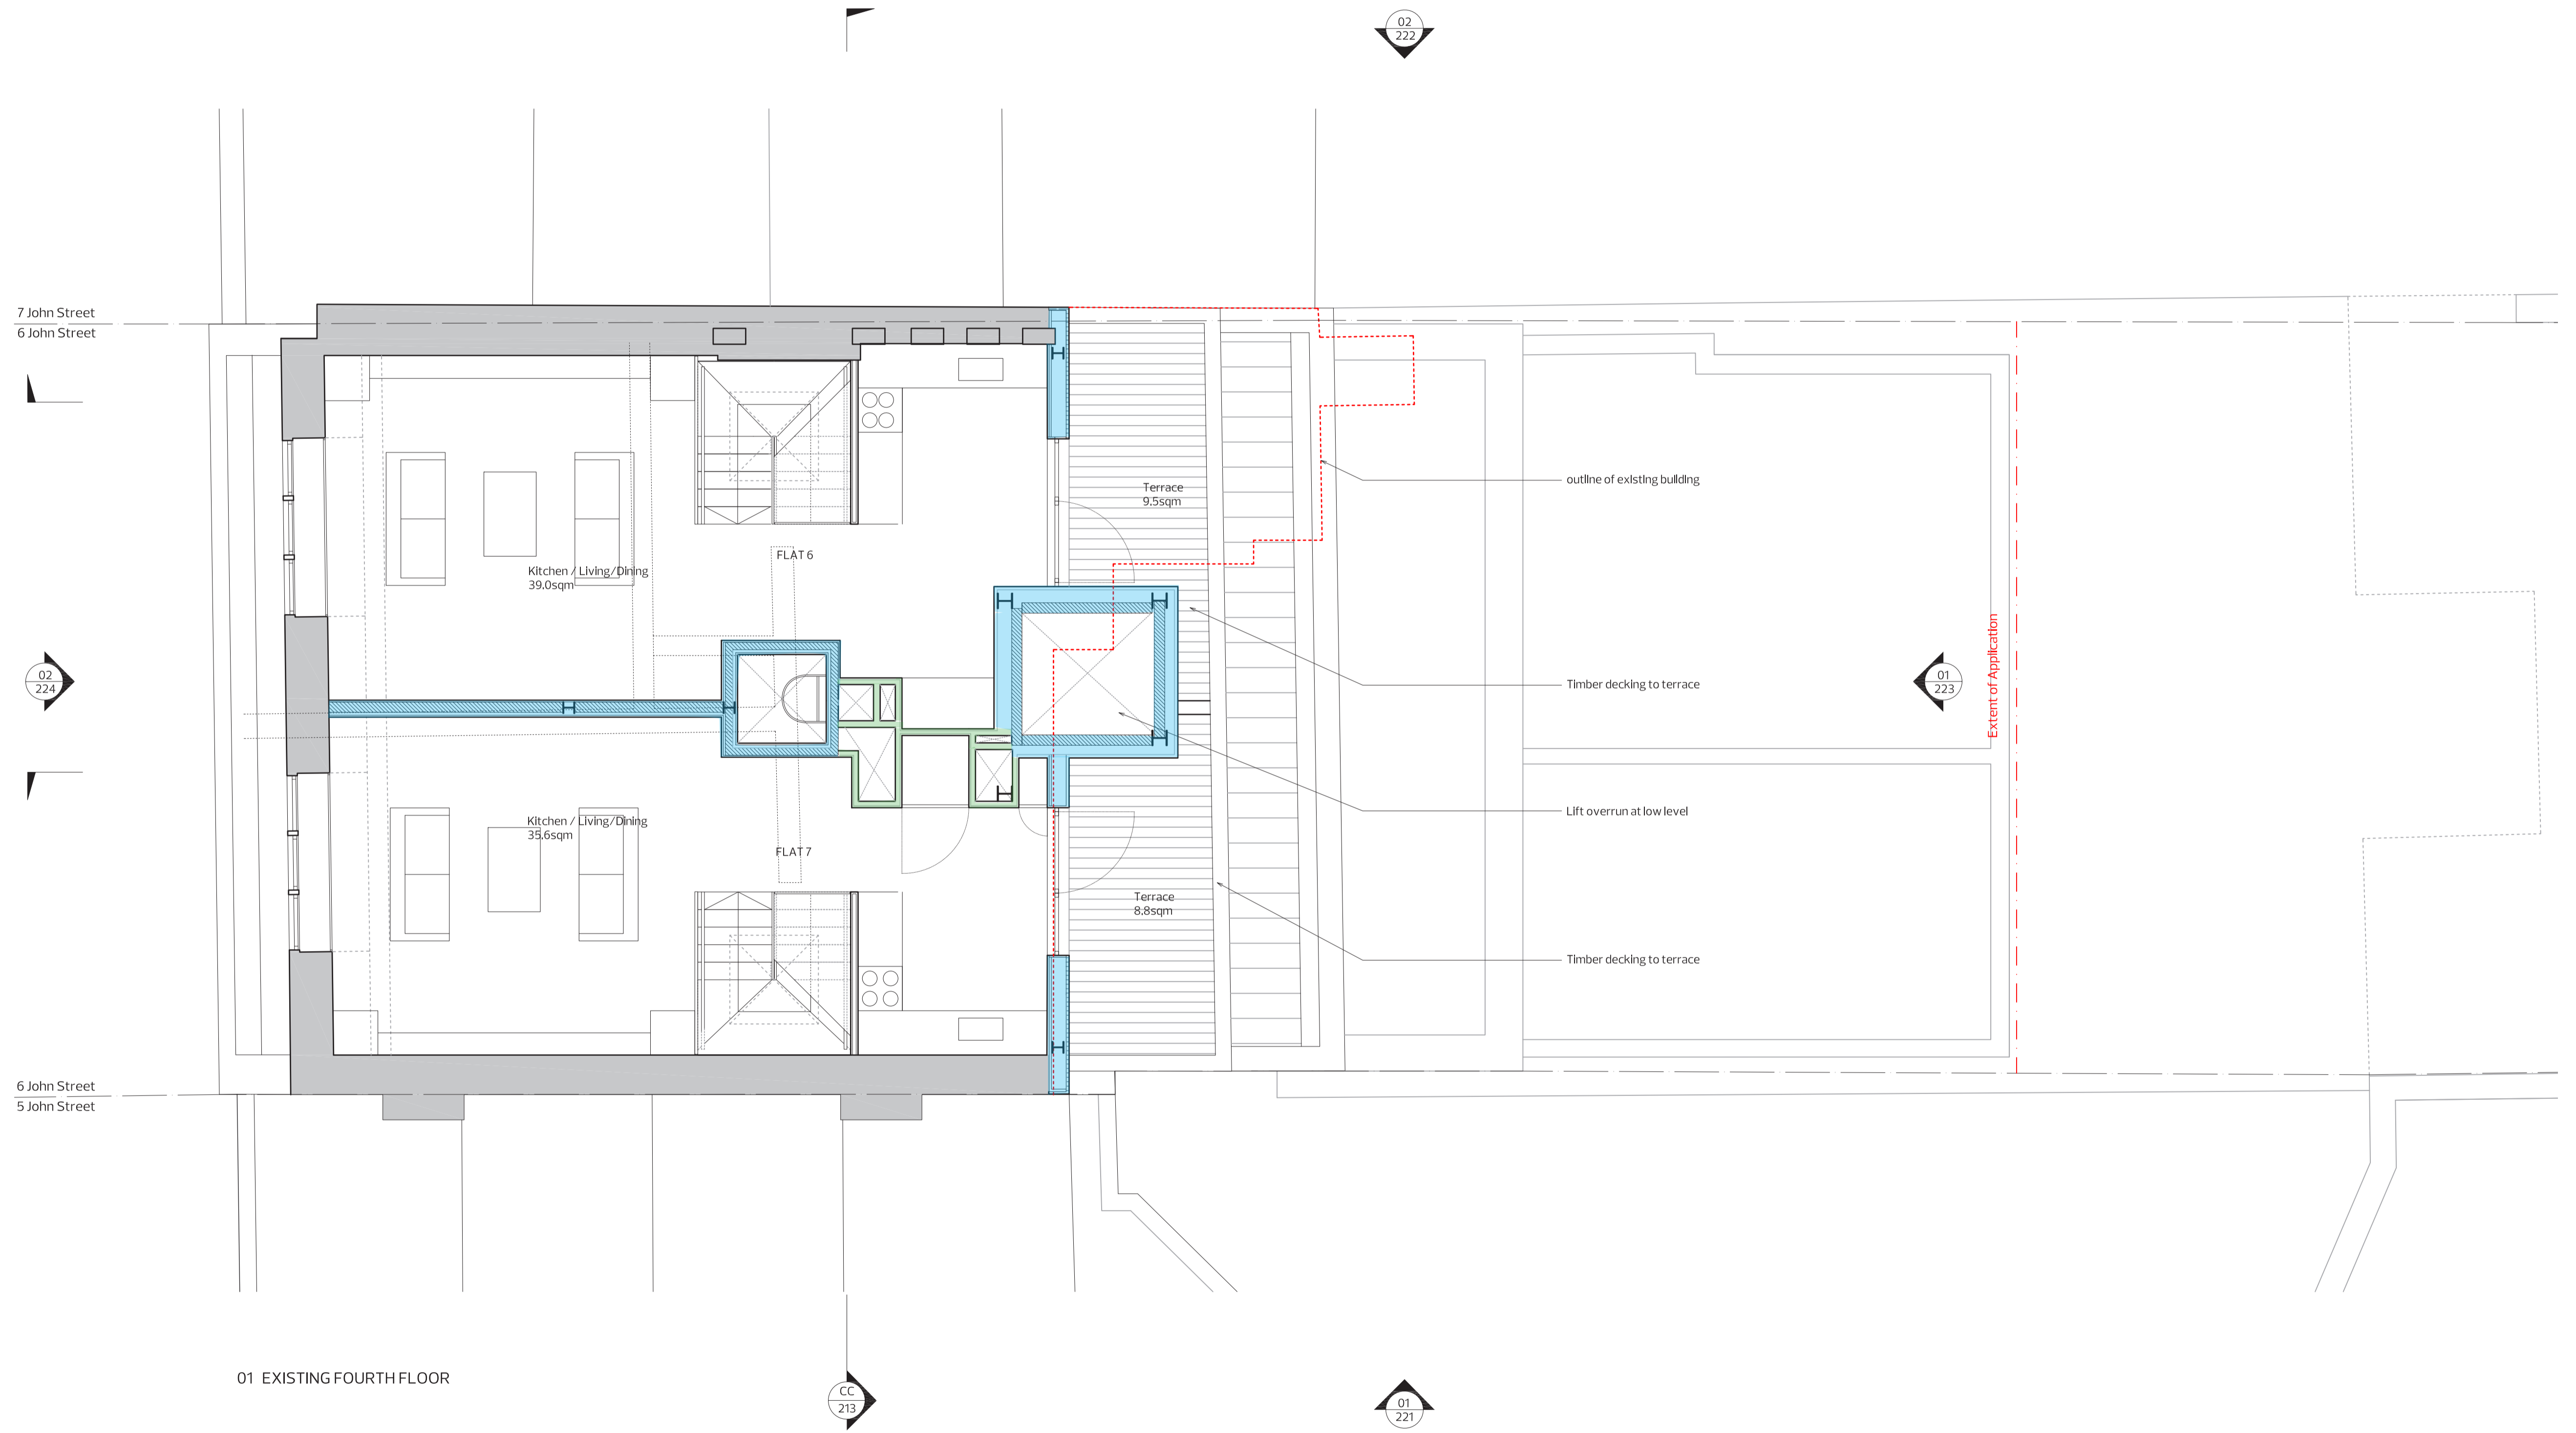 02
222
7 John Street
6 John Street
outline of existing building
Terrace
9.5sqm
FLAT 6
Kitchen / Living/Dining
39.0sqm
Extent of Application
02
224
01
223
Timber decking to terrace
Lift overrun at low level
Kitchen / Living/Dining
35.6sqm
FLAT 7
Terrace
8.8sqm
Timber decking to terrace
6 John Street
5 John Street
01 EXISTING FOURTH FLOOR
CC
213
01
221